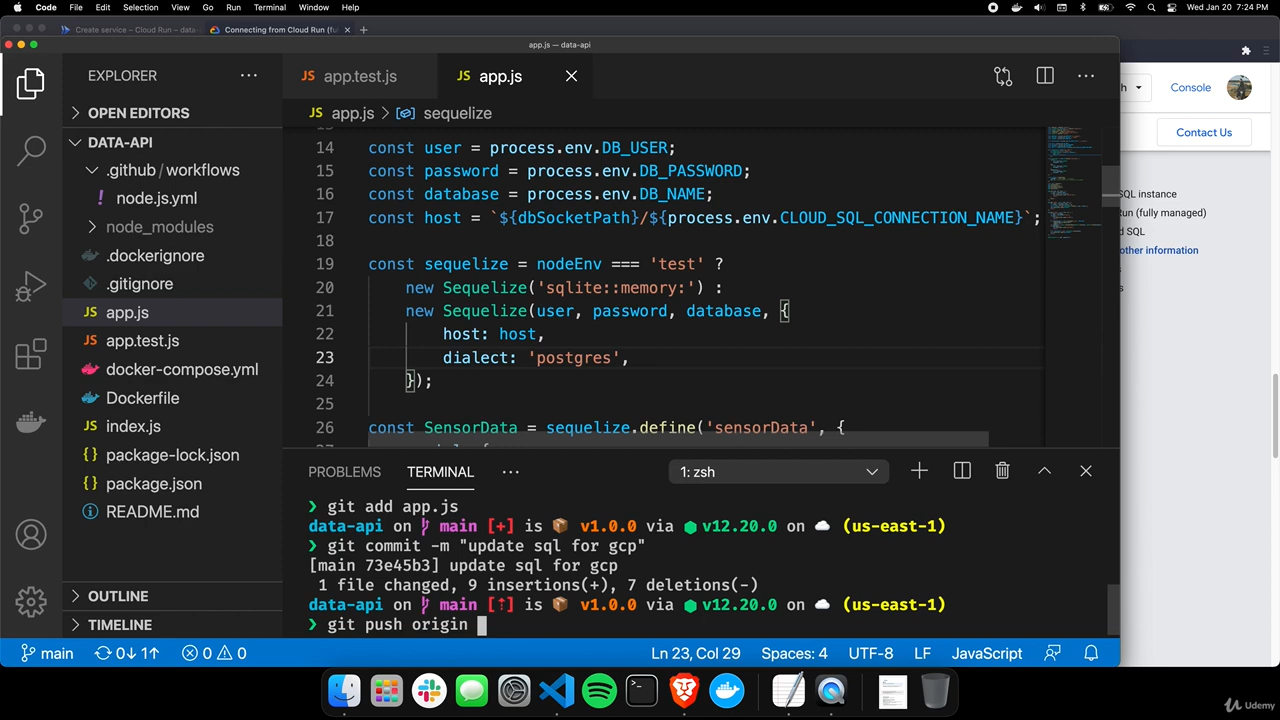 Code File Edit Selection View Go Run Terminal Window Help Wed Jan 20 7:24 PM
Create service – Cloud Run – data- Connecting from Cloud Run (fu
app.js — data-api
EXPLORER
app.test.js
app.js
Console
OPEN EDITORS
app.js > sequelize
Contact Us
DATA-API
.github / workflows
node.js.yml
node_modules
.dockerignore
.gitignore
app.js
app.test.js
docker-compose.yml
Dockerfile
index.js
package-lock.json
package.json
README.md
OUTLINE
TIMELINE
14 const user = process.env.DB_USER;
15 const password = process.env.DB_PASSWORD;
16 const database = process.env.DB_NAME;
17 const host = `${dbSocketPath}/${process.env.CLOUD_SQL_CONNECTION_NAME}`;
18
19 const sequelize = nodeEnv === 'test' ?
20 new Sequelize('sqlite::memory:') :
21 new Sequelize(user, password, database, {
22 host: host,
23 dialect: 'postgres',
24 });
25
26 const SensorData = sequelize.define('sensorData', {
SQL instance
Run (fully managed)
d SQL
other information
PROBLEMS TERMINAL 1: zsh
❯ git add app.js
data-api on main [+] is v1.0.0 via v12.20.0 on (us-east-1)
❯ git commit -m "update sql for gcp"
[main 73e45b3] update sql for gcp
1 file changed, 9 insertions(+), 7 deletions(-)
data-api on main [↑] is v1.0.0 via v12.20.0 on (us-east-1)
❯ git push origin
main 0↓ 1↑ 0 0 Ln 23, Col 29 Spaces: 4 UTF-8 LF JavaScript
Udemy